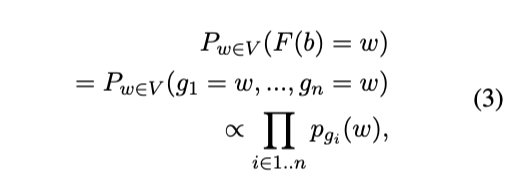 P_{w∈V}(F(b) = w)
= P_{w∈V}(g_1 = w, ..., g_n = w)
∝ ∏_{i∈1..n} p_{g_i}(w),
(3)